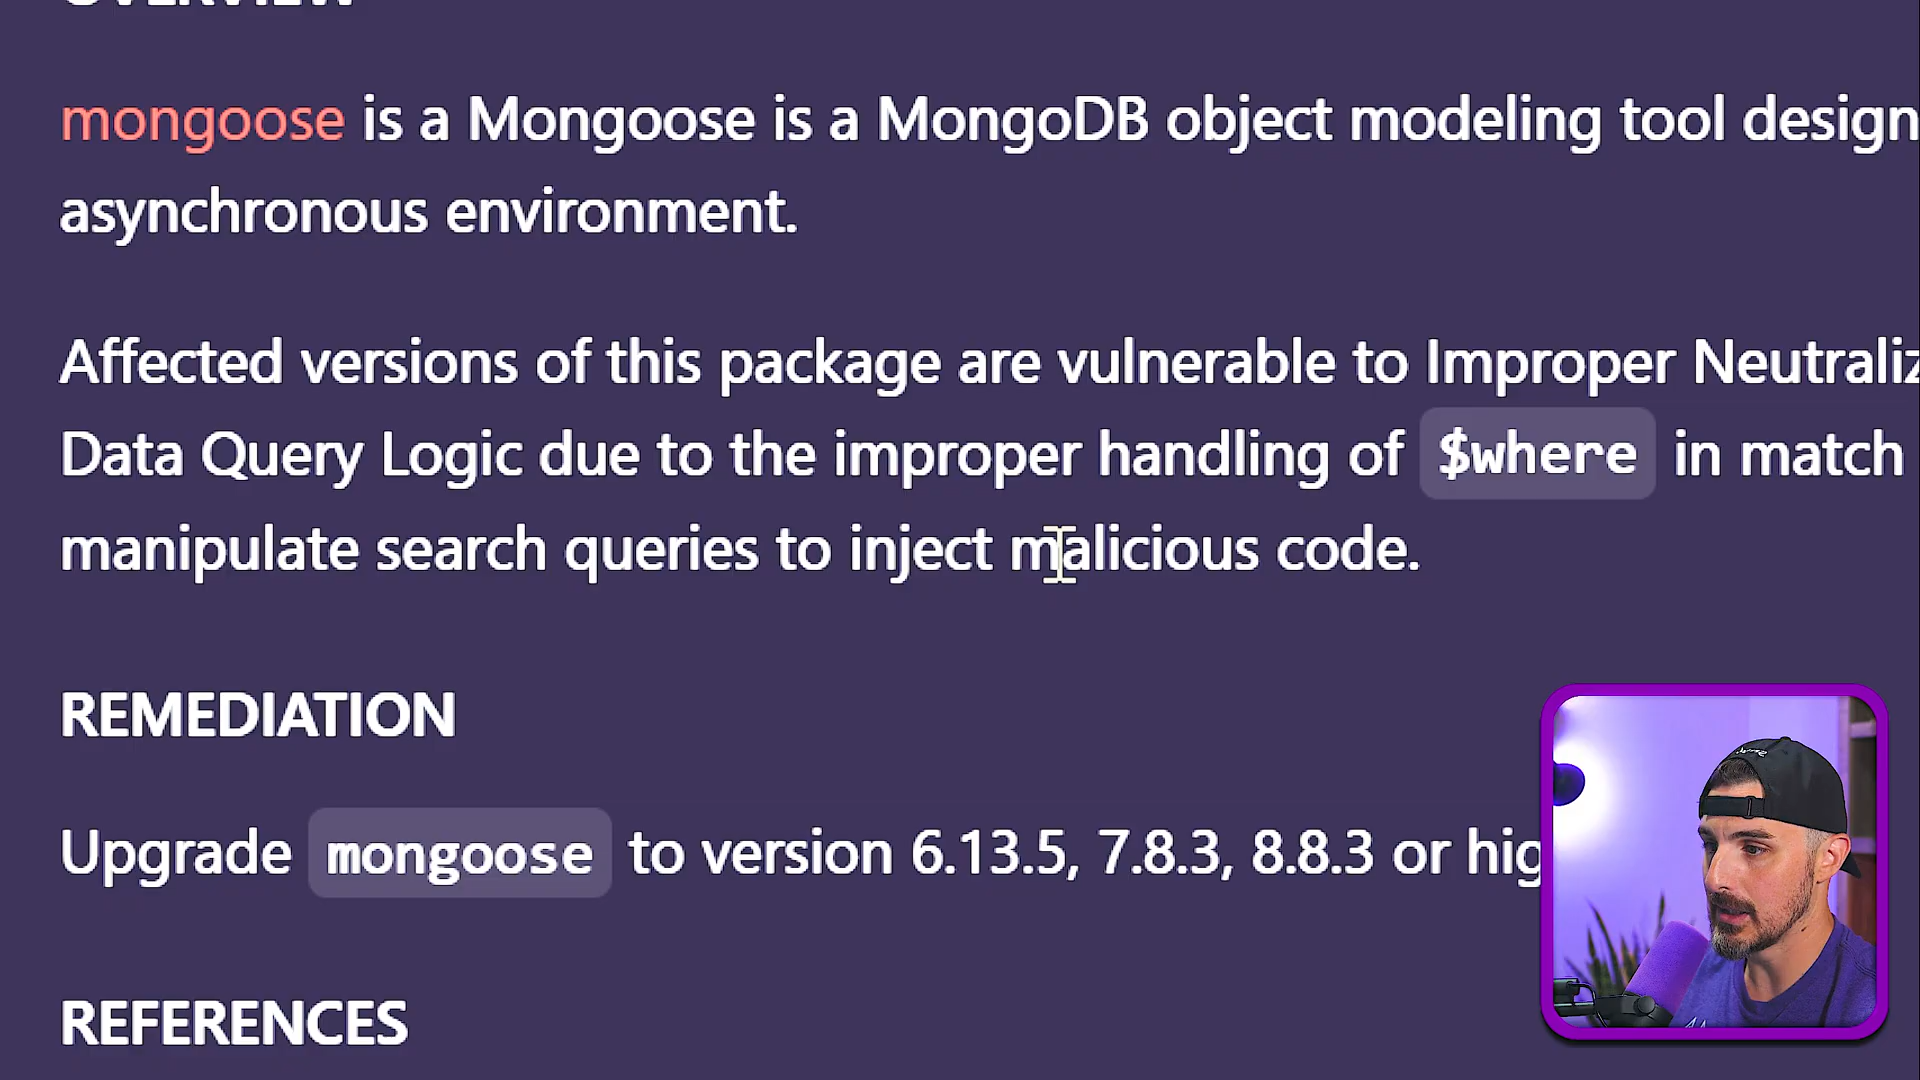 OVERVIEW
mongoose is a Mongoose is a MongoDB object modeling tool design
asynchronous environment.
Affected versions of this package are vulnerable to Improper Neutraliz
Data Query Logic due to the improper handling of $where in match
manipulate search queries to inject malicious code.
REMEDIATION
Upgrade mongoose to version 6.13.5, 7.8.3, 8.8.3 or hig
REFERENCES